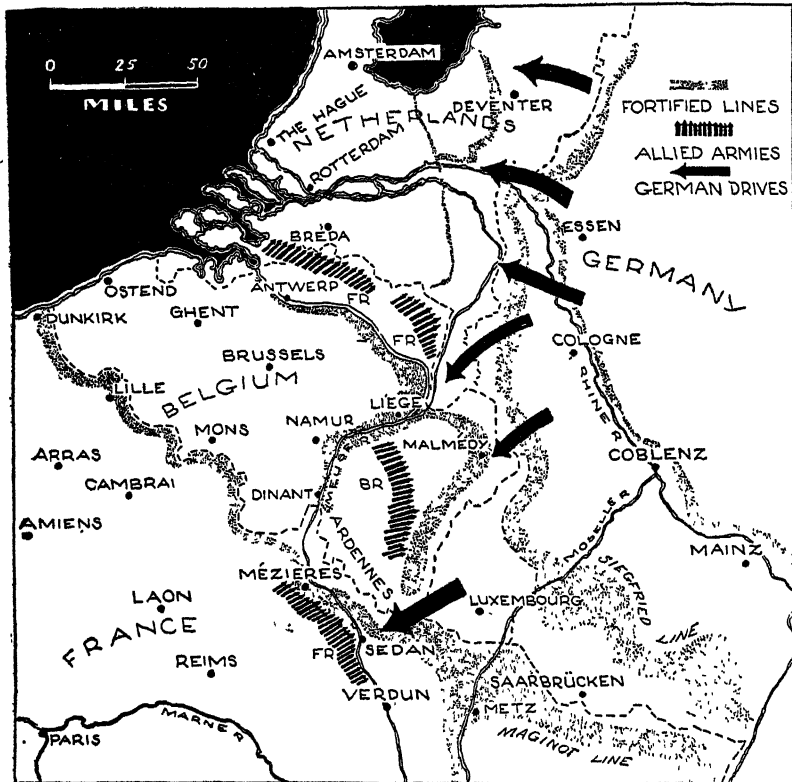 0 25 50
MILES
AMSTERDAM
THE HAGUE
NETHERLANDS
DEVENTER
ROTTERDAM
FORTIFIED LINES
ALLIED ARMIES
GERMAN DRIVES
ESSEN
GERMANY
BREDA
OSTEND
ANTWERP
FR
DUNKIRK
GHENT
FR
COLOGNE
BRUSSELS
RHINE R
LILLE
BELGIUM
LIEGE
MONS
NAMUR
MALMÉDY
COBLENZ
ARRAS
MEUSE R
BR
CAMBRAI
DINANT
AMIENS
ARDENNES
MOSELLE R
MAINZ
MÉZIÈRES
LAON
LUXEMBOURG
SIEGFRIED
LINE
FRANCE
FR
SEDAN
REIMS
SAARBRÜCKEN
VERDUN
METZ
MARNE R
MAGINOT LINE
PARIS